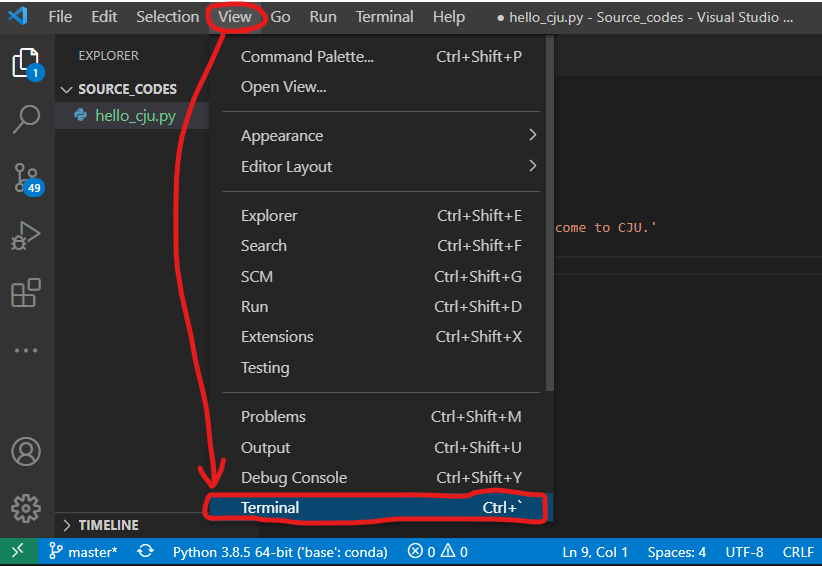 File Edit Selection View Go Run Terminal Help ● hello_cju.py - Source_codes - Visual Studio ...
EXPLORER
SOURCE_CODES
hello_cju.py
1
49
Command Palette... Ctrl+Shift+P
Open View...
Appearance
Editor Layout
Explorer Ctrl+Shift+E
Search Ctrl+Shift+F
SCM Ctrl+Shift+G
Run Ctrl+Shift+D
Extensions Ctrl+Shift+X
Testing
Problems Ctrl+Shift+M
Output Ctrl+Shift+U
Debug Console Ctrl+Shift+Y
Terminal Ctrl+`
come to CJU.'
TIMELINE
master* Python 3.8.5 64-bit ('base': conda) 0 0 Ln 9, Col 1 Spaces: 4 UTF-8 CRLF